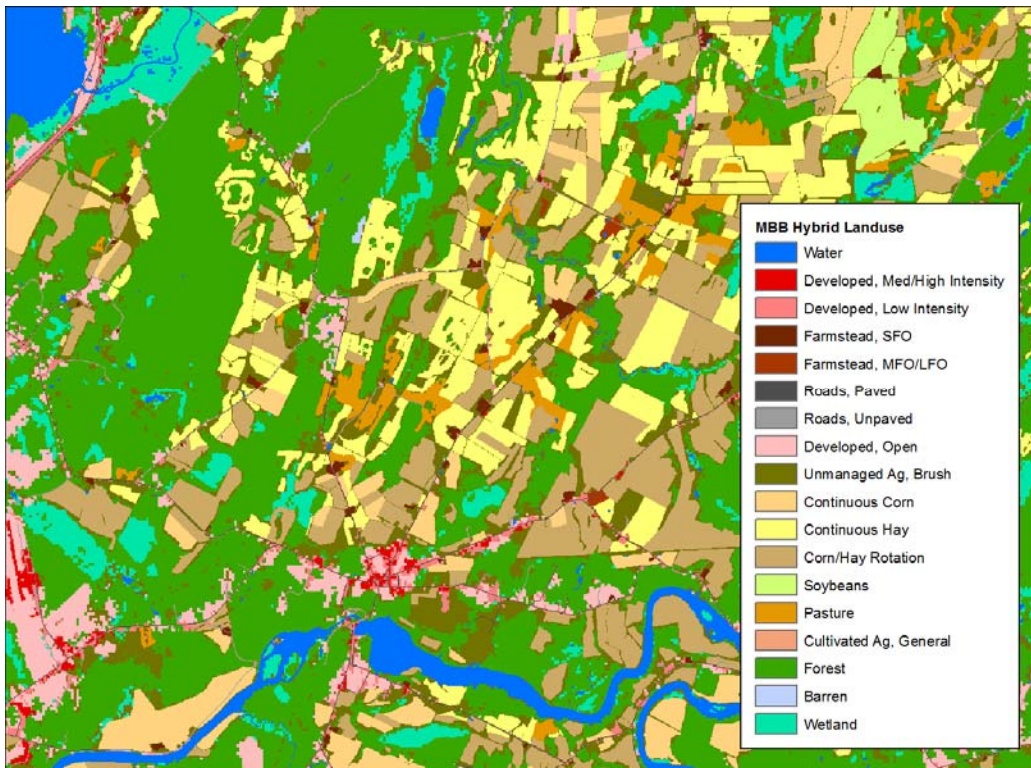 MBB Hybrid Landuse
Water
Developed, Med/High Intensity
Developed, Low Intensity
Farmstead, SFO
Farmstead, MFO/LFO
Roads, Paved
Roads, Unpaved
Developed, Open
Unmanaged Ag, Brush
Continuous Corn
Continuous Hay
Corn/Hay Rotation
Soybeans
Pasture
Cultivated Ag, General
Forest
Barren
Wetland